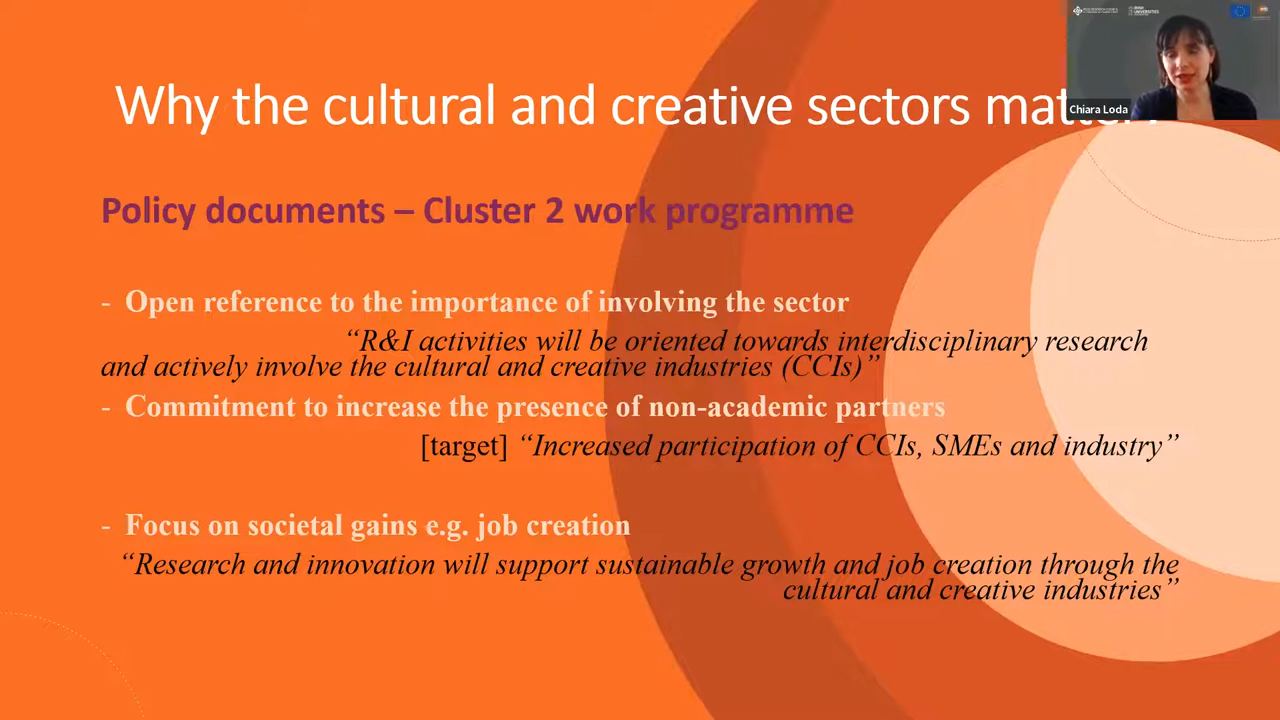 Why the cultural and creative sectors matter?
Chiara Loda
Policy documents – Cluster 2 work programme
- Open reference to the importance of involving the sector
“R&I activities will be oriented towards interdisciplinary research
and actively involve the cultural and creative industries (CCIs)”
- Commitment to increase the presence of non-academic partners
[target] “Increased participation of CCIs, SMEs and industry”
- Focus on societal gains e.g. job creation
“Research and innovation will support sustainable growth and job creation through the
cultural and creative industries”